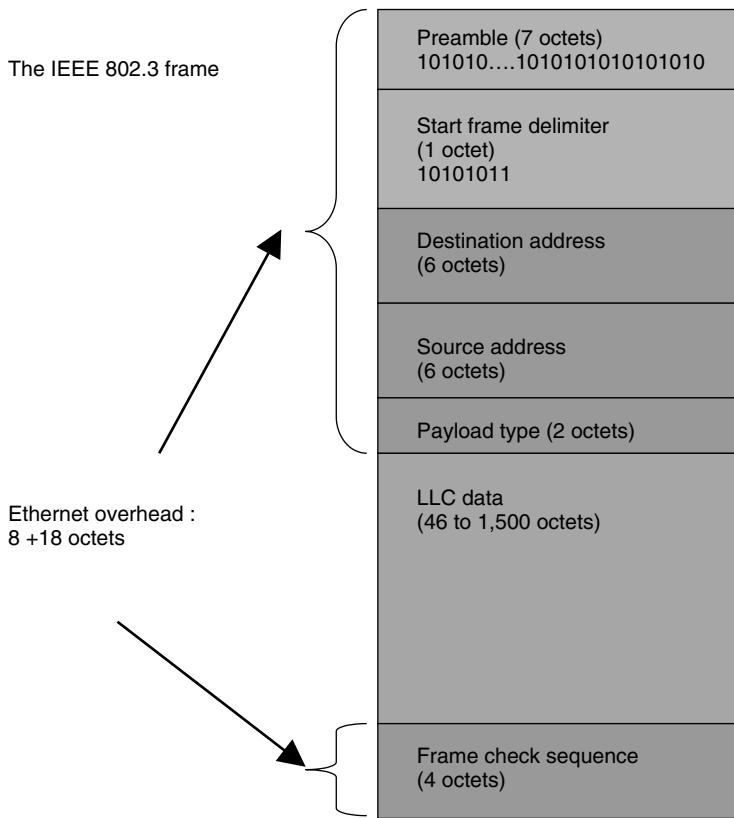 The IEEE 802.3 frame
Preamble (7 octets)
101010....1010101010101010
Start frame delimiter
(1 octet)
10101011
Destination address
(6 octets)
Source address
(6 octets)
Payload type (2 octets)
Ethernet overhead :
8 +18 octets
LLC data
(46 to 1,500 octets)
Frame check sequence
(4 octets)